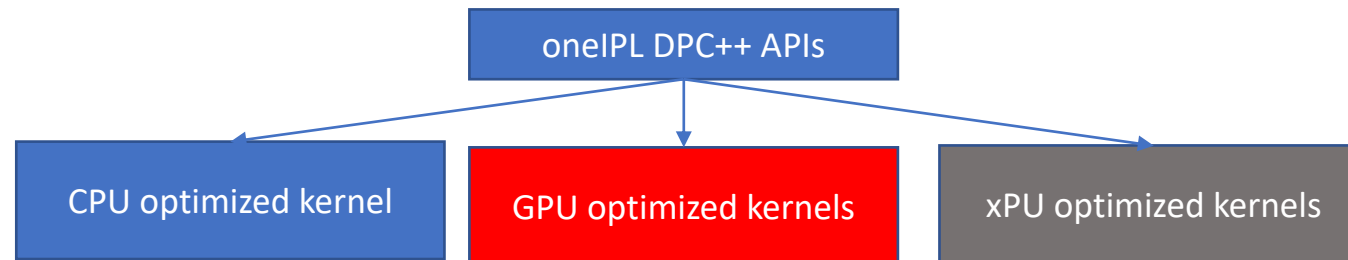 oneIPL DPC++ APIs
CPU optimized kernel
GPU optimized kernels
xPU optimized kernels